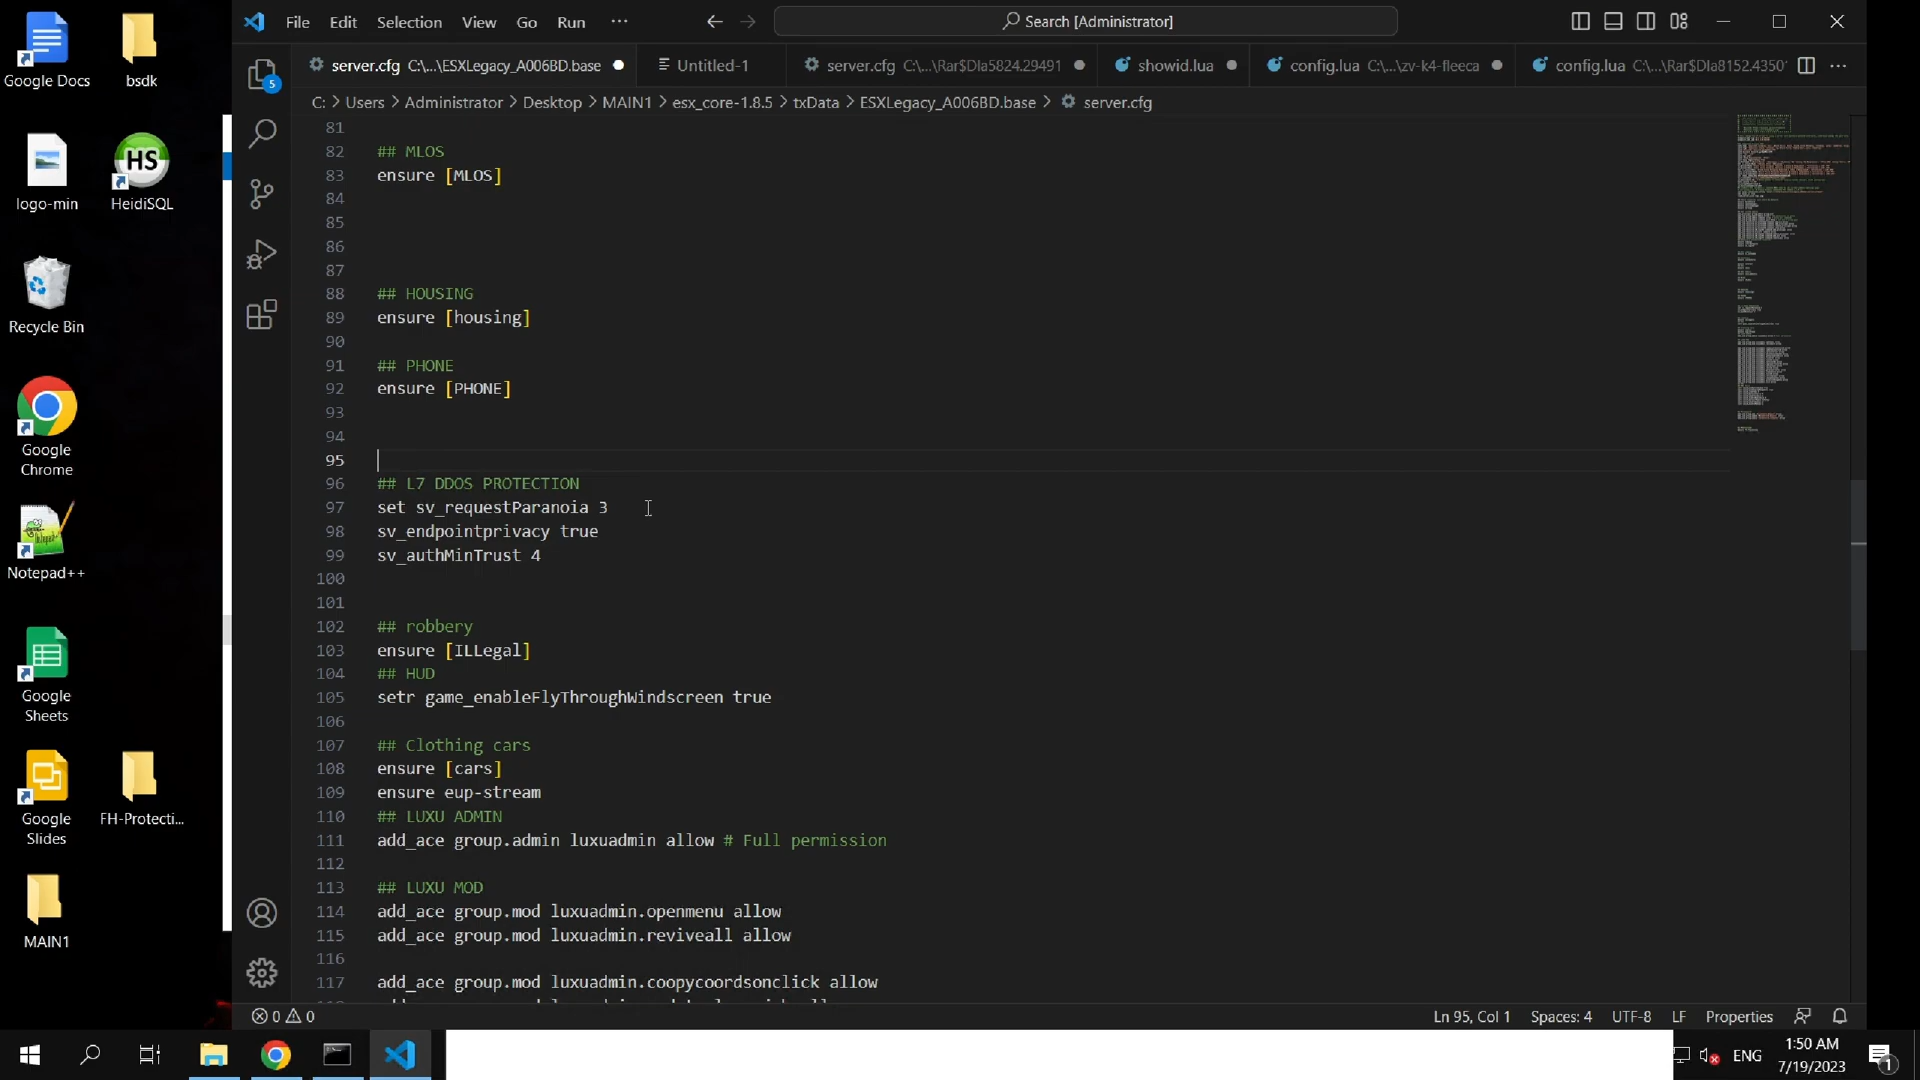 Google Docs
bsdk
logo-min
HS
HeidiSQL
Recycle Bin
Google
Chrome
Notepad++
Google
Sheets
Google
Slides
FH-Protecti...
MAIN1
File Edit Selection View Go Run ···
Search [Administrator]
server.cfg C:\...\ESXLegacy_A006BD.base
Untitled-1
server.cfg C:\...\Rar$DIa5824.29491
showid.lua
config.lua C:\...\zv-k4-fleeca
config.lua C:\...\Rar$DIa8152.4350
5
C: > Users > Administrator > Desktop > MAIN1 > esx_core-1.8.5 > txData > ESXLegacy_A006BD.base > server.cfg
81
82 ## MLOS
83 ensure [MLOS]
84
85
86
87
88 ## HOUSING
89 ensure [housing]
90
91 ## PHONE
92 ensure [PHONE]
93
94
95
96 ## L7 DDOS PROTECTION
97 set sv_requestParanoia 3
98 sv_endpointprivacy true
99 sv_authMinTrust 4
100
101
102 ## robbery
103 ensure [ILLegal]
104 ## HUD
105 setr game_enableFlyThroughWindscreen true
106
107 ## Clothing cars
108 ensure [cars]
109 ensure eup-stream
110 ## LUXU ADMIN
111 add_ace group.admin luxuadmin allow # Full permission
112
113 ## LUXU MOD
114 add_ace group.mod luxuadmin.openmenu allow
115 add_ace group.mod luxuadmin.reviveall allow
116
117 add_ace group.mod luxuadmin.coopycoordsonclick allow
0 0
Ln 95, Col 1 Spaces: 4 UTF-8 LF Properties
ENG
1:50 AM
7/19/2023
1